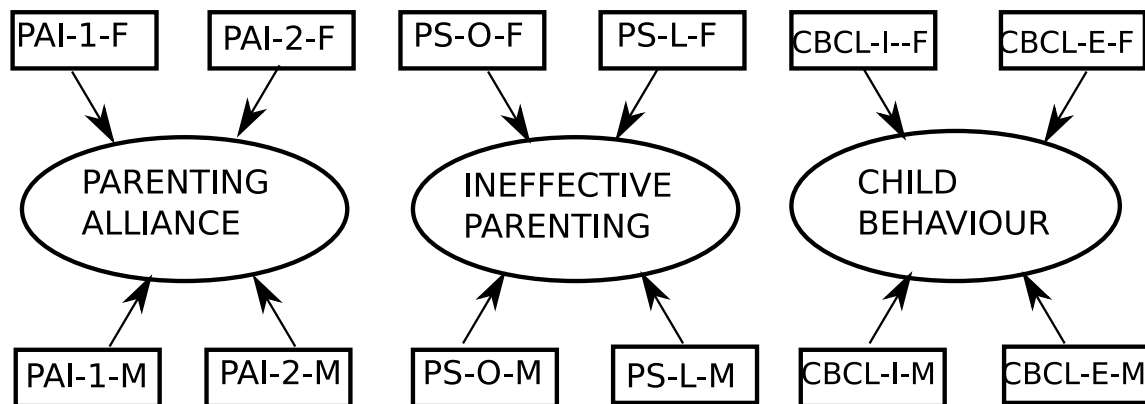 PAI-1-F
PAI-2-F
PS-O-F
PS-L-F
CBCL-I--F
CBCL-E-F
PARENTING
ALLIANCE
INEFFECTIVE
PARENTING
CHILD
BEHAVIOUR
PAI-1-M
PAI-2-M
PS-O-M
PS-L-M
CBCL-I-M
CBCL-E-M